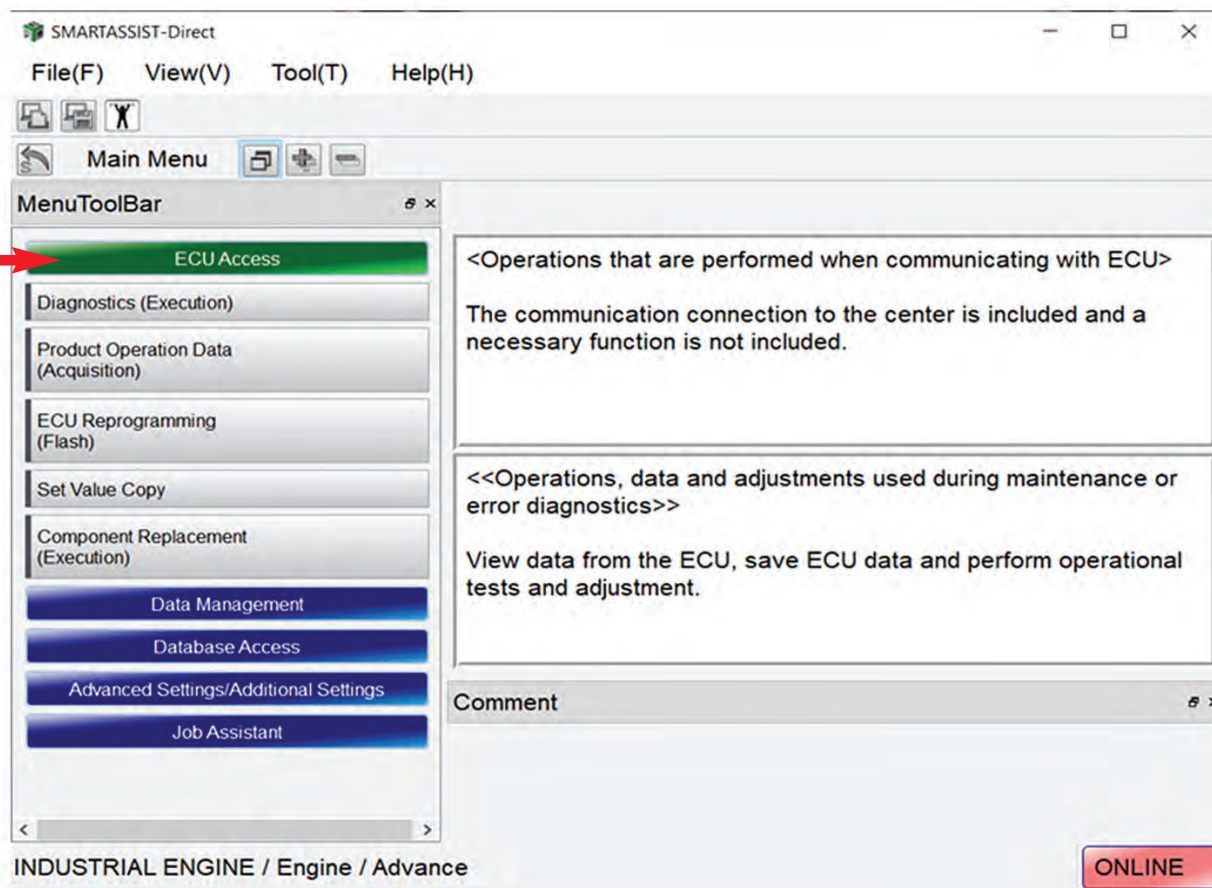 SMARTASSIST-Direct
File(F) View(V) Tool(T) Help(H)
S Main Menu
MenuToolBar
ECU Access
Diagnostics (Execution)
Product Operation Data
(Acquisition)
ECU Reprogramming
(Flash)
Set Value Copy
Component Replacement
(Execution)
Data Management
Database Access
Advanced Settings/Additional Settings
Job Assistant
<Operations that are performed when communicating with ECU>
The communication connection to the center is included and a
necessary function is not included.
<<Operations, data and adjustments used during maintenance or
error diagnostics>>
View data from the ECU, save ECU data and perform operational
tests and adjustment.
Comment
INDUSTRIAL ENGINE / Engine / Advance
ONLINE